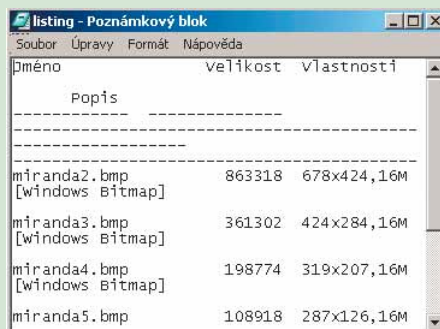 listing - Poznámkový blok
Soubor Úpravy Formát Nápověda
Jméno Velikost Vlastnosti
Popis
------------ --------------
-----------------------------------------
-----------------
-----------------------------------------
miranda2.bmp 863318 678x424,16M
[Windows Bitmap]
miranda3.bmp 361302 424x284,16M
[Windows Bitmap]
miranda4.bmp 198774 319x207,16M
[Windows Bitmap]
miranda5.bmp 108918 287x126,16M